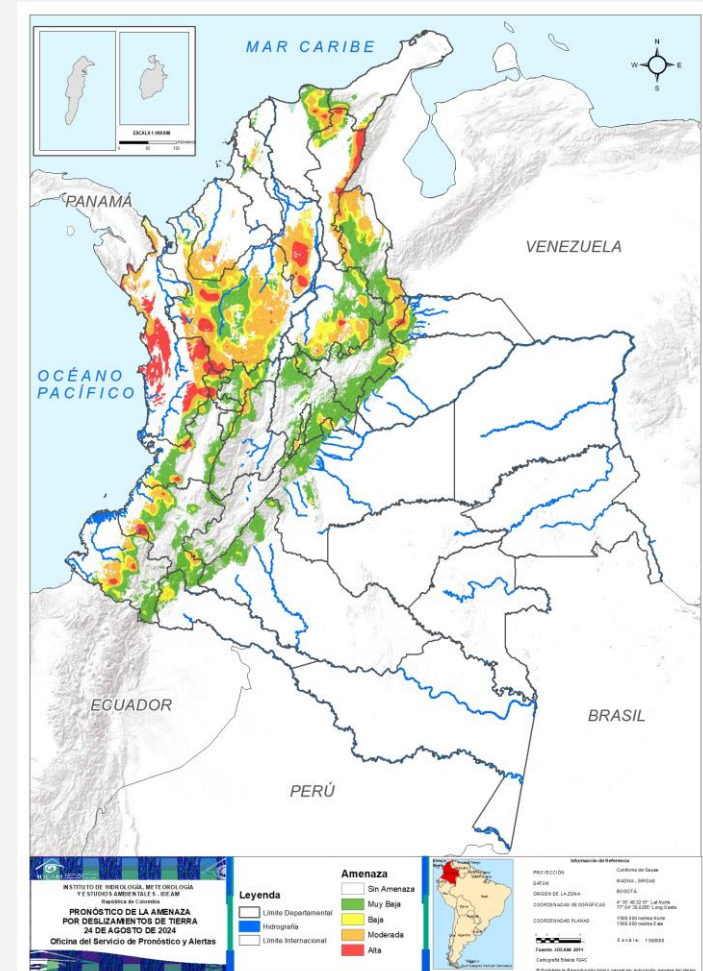 MAR CARIBE
N
W
E
S
ESCALA 1:600.000
PANAMÁ
VENEZUELA
OCÉANO
PACÍFICO
ECUADOR
BRASIL
PERÚ
IDEAM
INSTITUTO DE HIDROLOGÍA, METEOROLOGÍA
Y ESTUDIOS AMBIENTALES - IDEAM
República de Colombia
PRONÓSTICO DE LA AMENAZA
POR DESLIZAMIENTOS DE TIERRA
24 DE AGOSTO DE 2024
Oficina del Servicio de Pronóstico y Alertas
Leyenda
Límite Departamental
Hidrografía
Límite Internacional
Amenaza
Sin Amenaza
Muy Baja
Baja
Moderada
Alta
Información de Referencia
PROYECCIÓN Conforme de Gauss
DATUM MAGNA - SIRGAS
ORIGEN DE LA ZONA BOGOTÁ
COORDENADAS GEOGRÁFICAS
COORDENADAS PLANAS
Escala:
Fuente: IDEAM 2011
Cartografía Básica IGAC